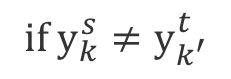 if y_k^s ≠ y_{k'}^t